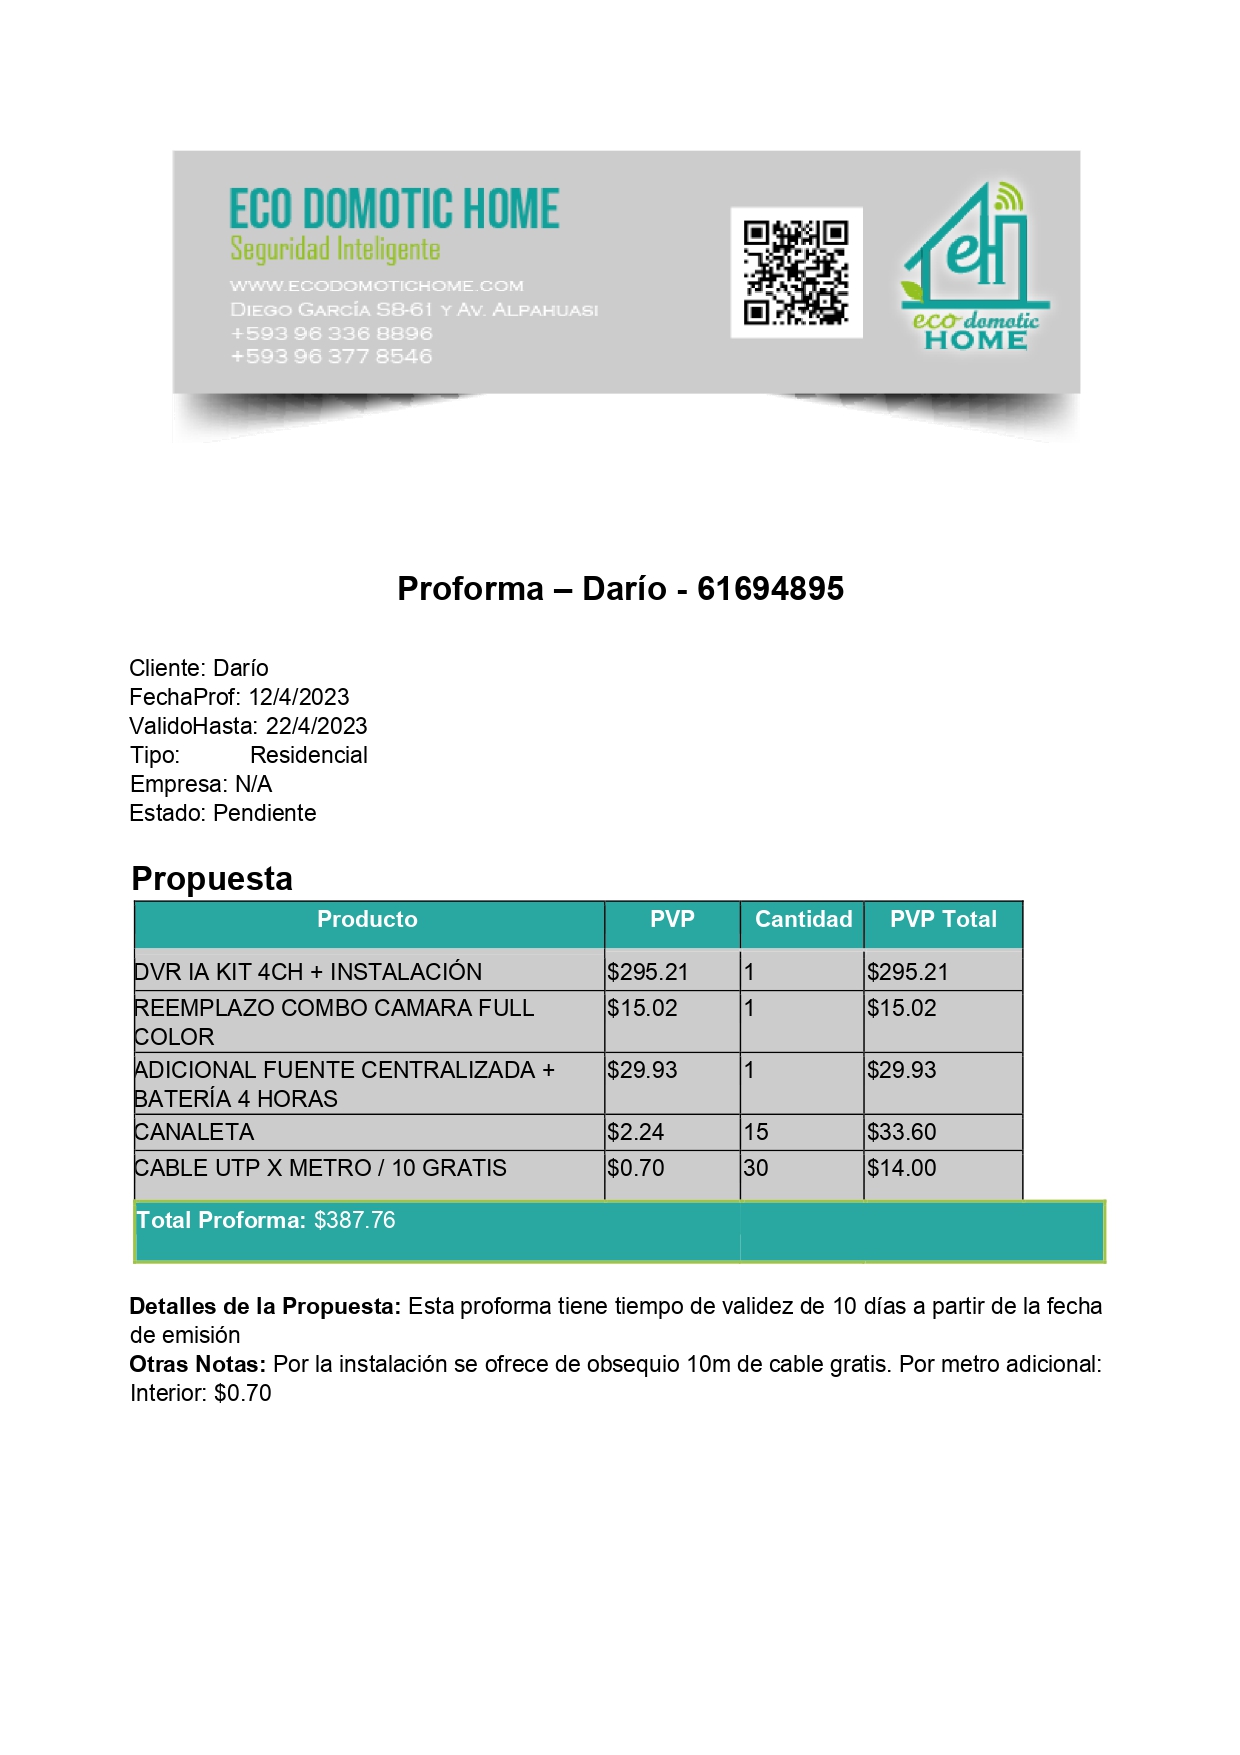 ECO DOMOTIC HOME
Seguridad Inteligente
WWW.ECODOMOTICHOME.COM
DIEGO GARCÍA S8-61 Y AV. ALPAHUASI
+593 96 336 8896
+593 96 377 8546
eH
eco domotic
HOME
Proforma – Darío - 61694895
Cliente: Darío
FechaProf: 12/4/2023
ValidoHasta: 22/4/2023
Tipo: Residencial
Empresa: N/A
Estado: Pendiente
Propuesta
Producto PVP Cantidad PVP Total
DVR IA KIT 4CH + INSTALACIÓN $295.21 1 $295.21
REEMPLAZO COMBO CAMARA FULL $15.02 1 $15.02
COLOR
ADICIONAL FUENTE CENTRALIZADA + $29.93 1 $29.93
BATERÍA 4 HORAS
CANALETA $2.24 15 $33.60
CABLE UTP X METRO / 10 GRATIS $0.70 30 $14.00
Total Proforma: $387.76
Detalles de la Propuesta: Esta proforma tiene tiempo de validez de 10 días a partir de la fecha
de emisión
Otras Notas: Por la instalación se ofrece de obsequio 10m de cable gratis. Por metro adicional:
Interior: $0.70